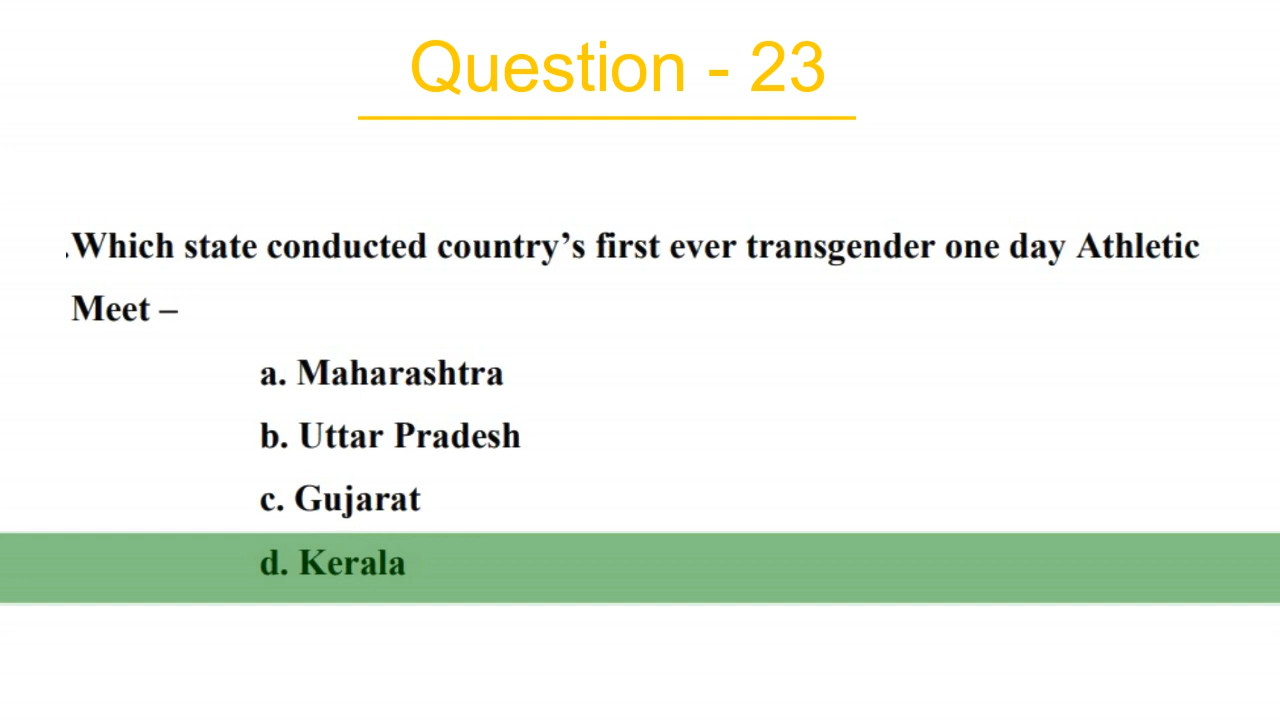 Question - 23
.Which state conducted country’s first ever transgender one day Athletic
Meet –
a. Maharashtra
b. Uttar Pradesh
c. Gujarat
d. Kerala